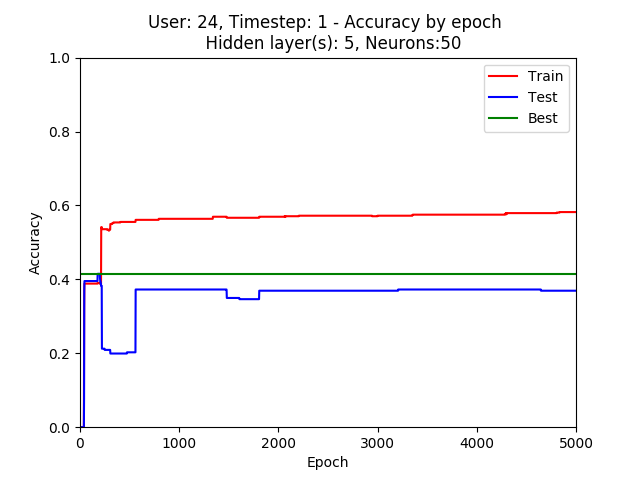 User: 24, Timestep: 1 - Accuracy by epoch
Hidden layer(s): 5, Neurons:50
1.0
0.8
0.6
0.4
0.2
0.0
Accuracy
Train
Test
Best
0 1000 2000 3000 4000 5000
Epoch